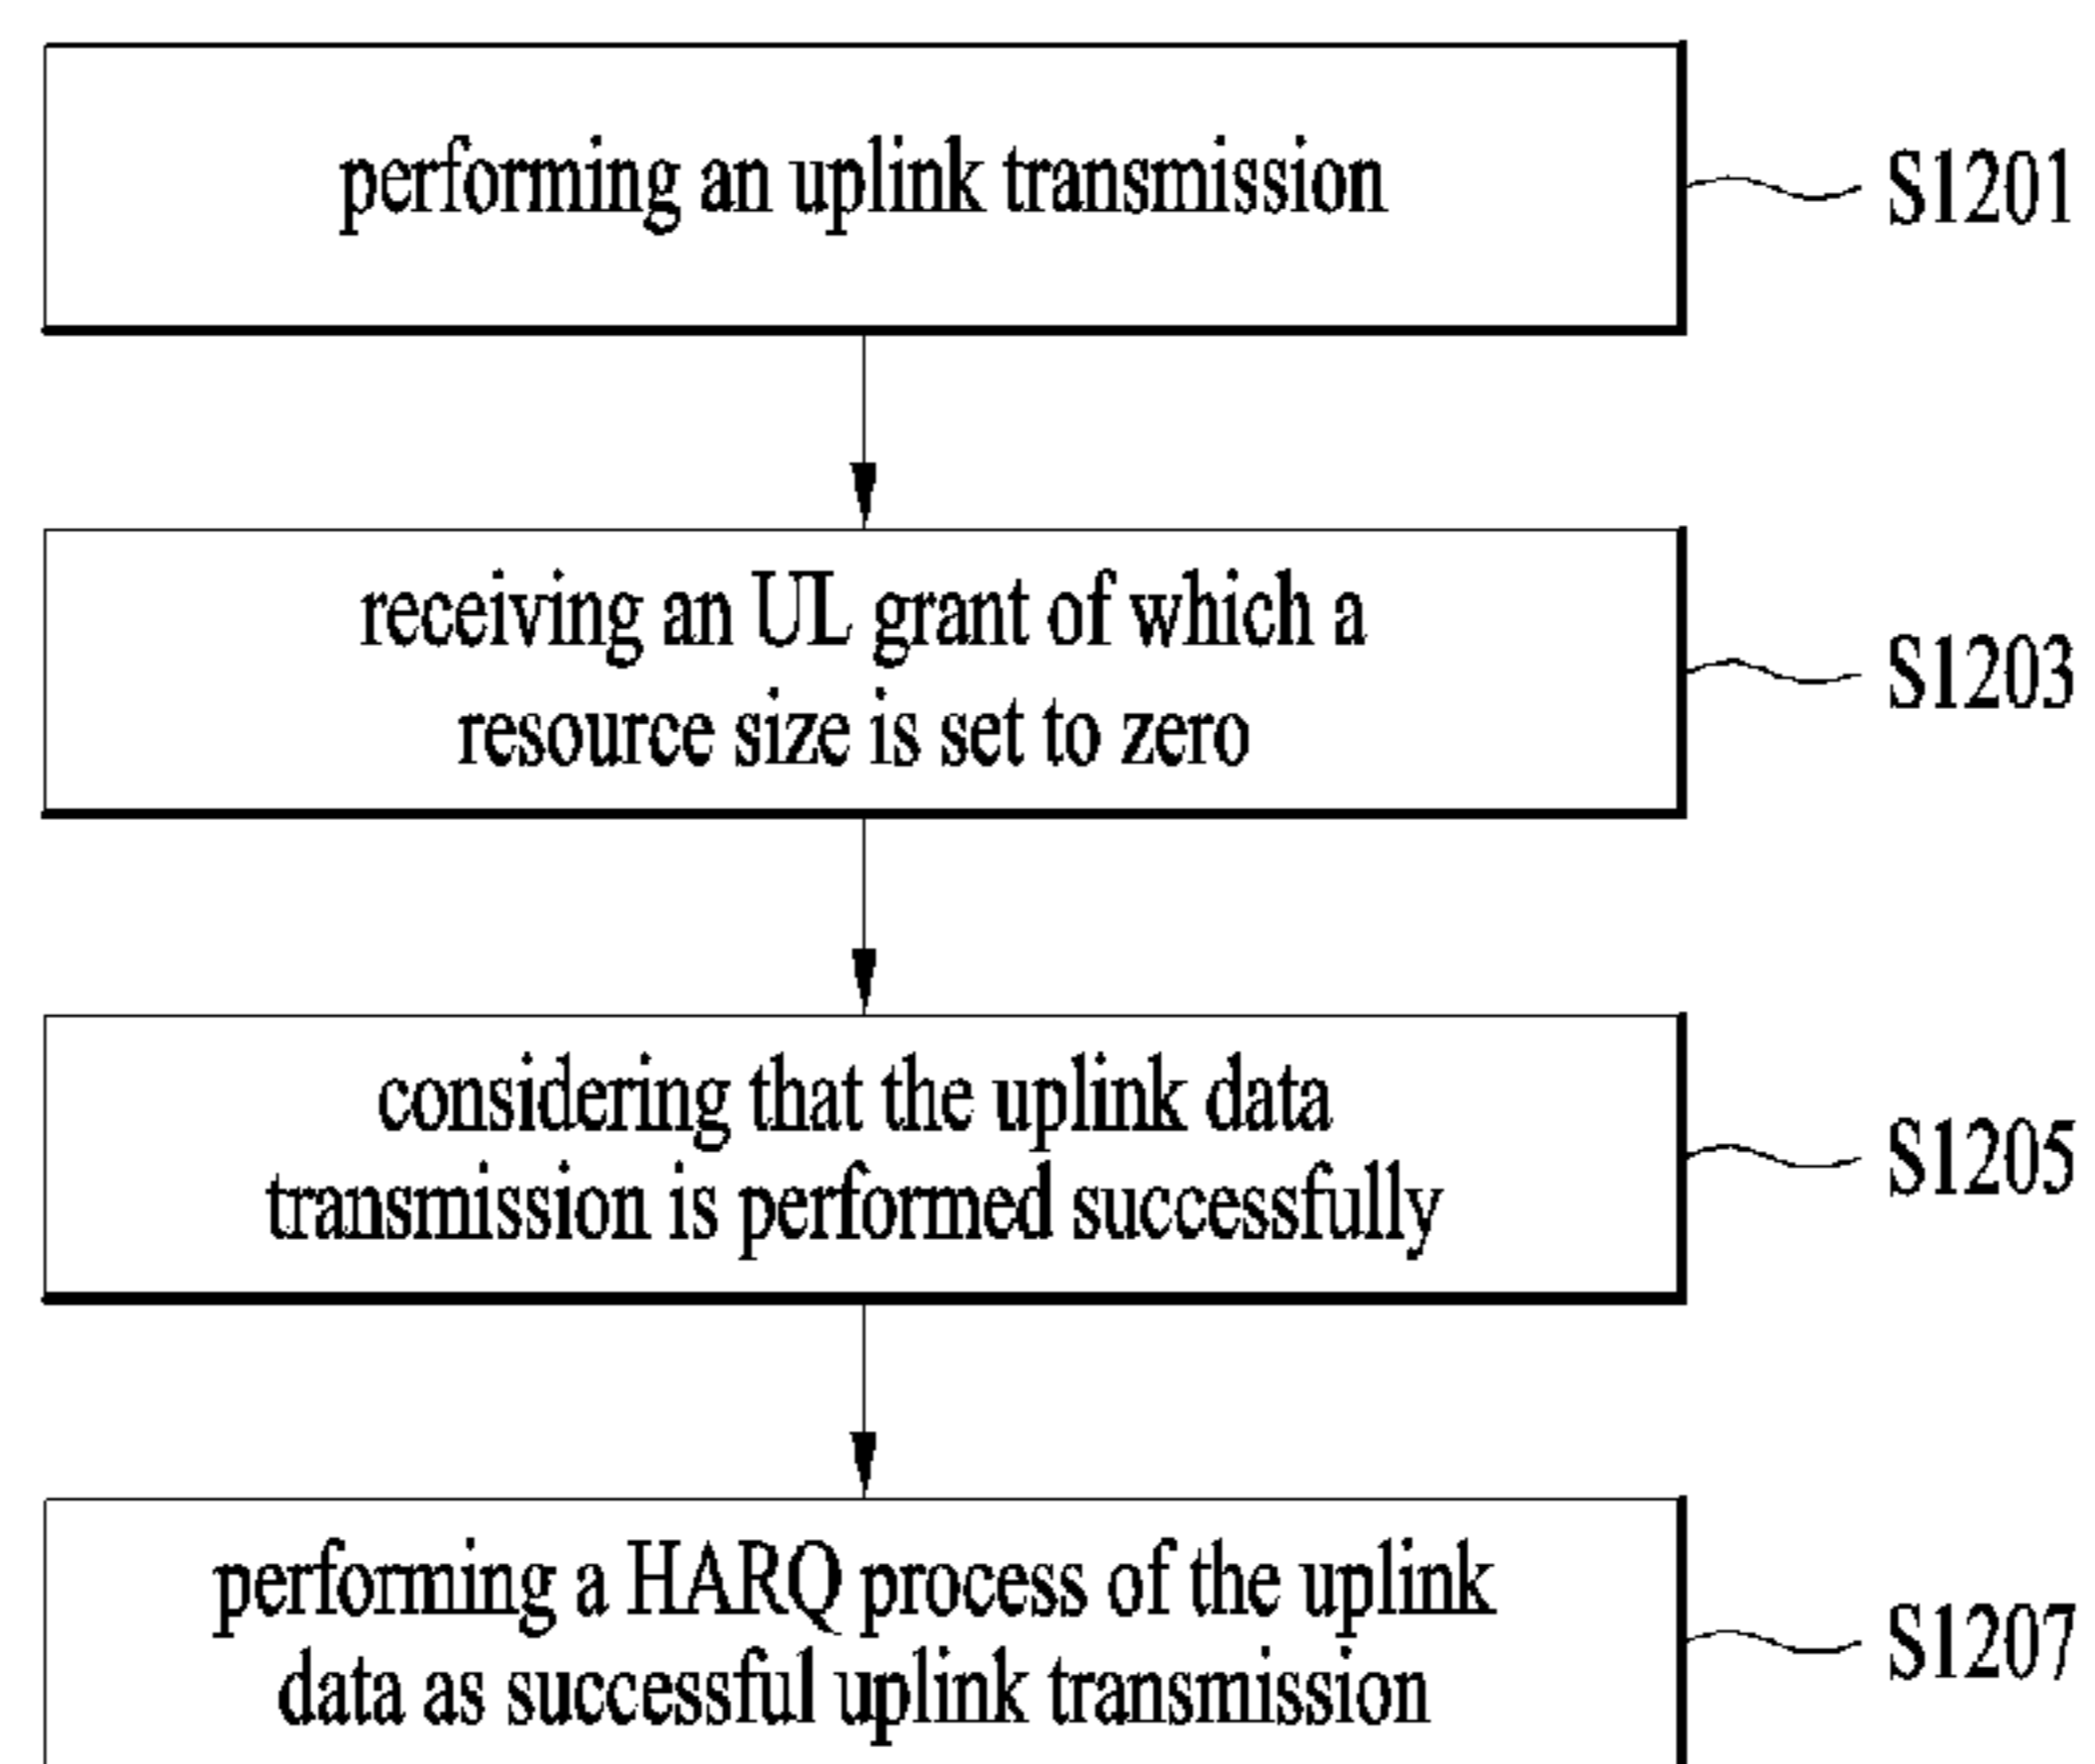 performing an uplink transmission
S1201
receiving an UL grant of which a
resource size is set to zero
S1203
considering that the uplink data
transmission is performed successfully
S1205
performing a HARQ process of the uplink
data as successful uplink transmission
S1207